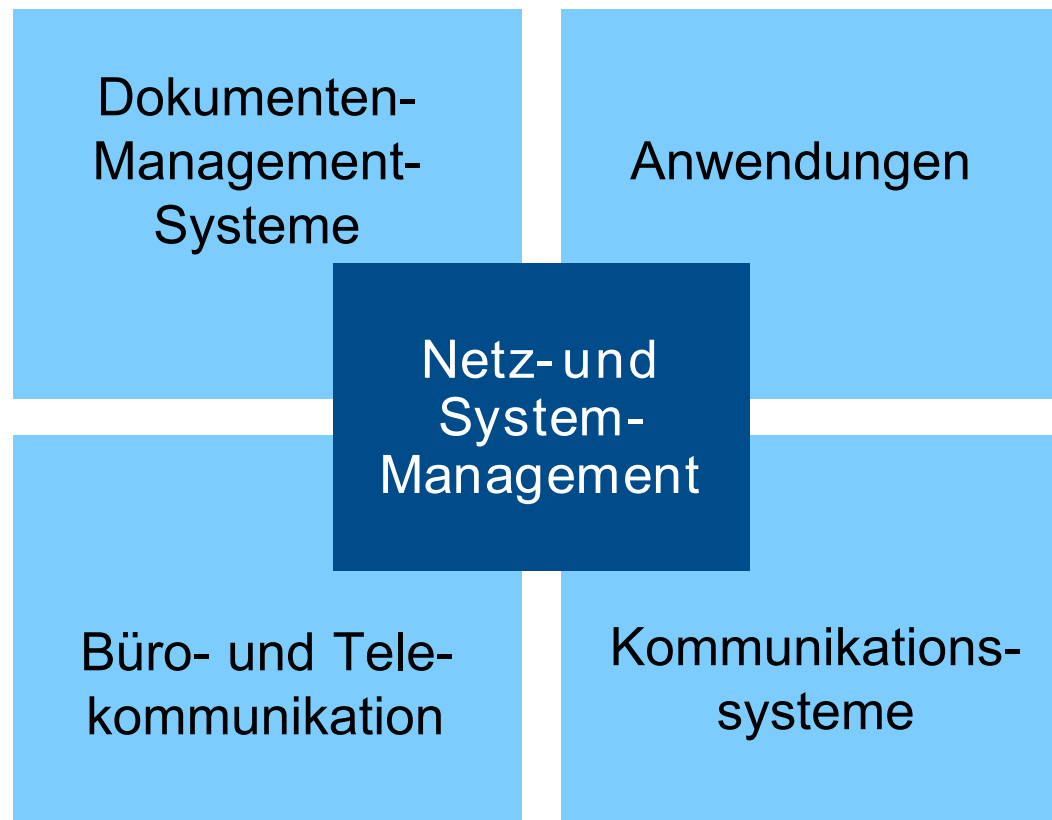 Dokumenten-
Management-
Systeme
Anwendungen
Netz- und
System-
Management
Büro- und Tele-
kommunikation
Kommunikations-
systeme